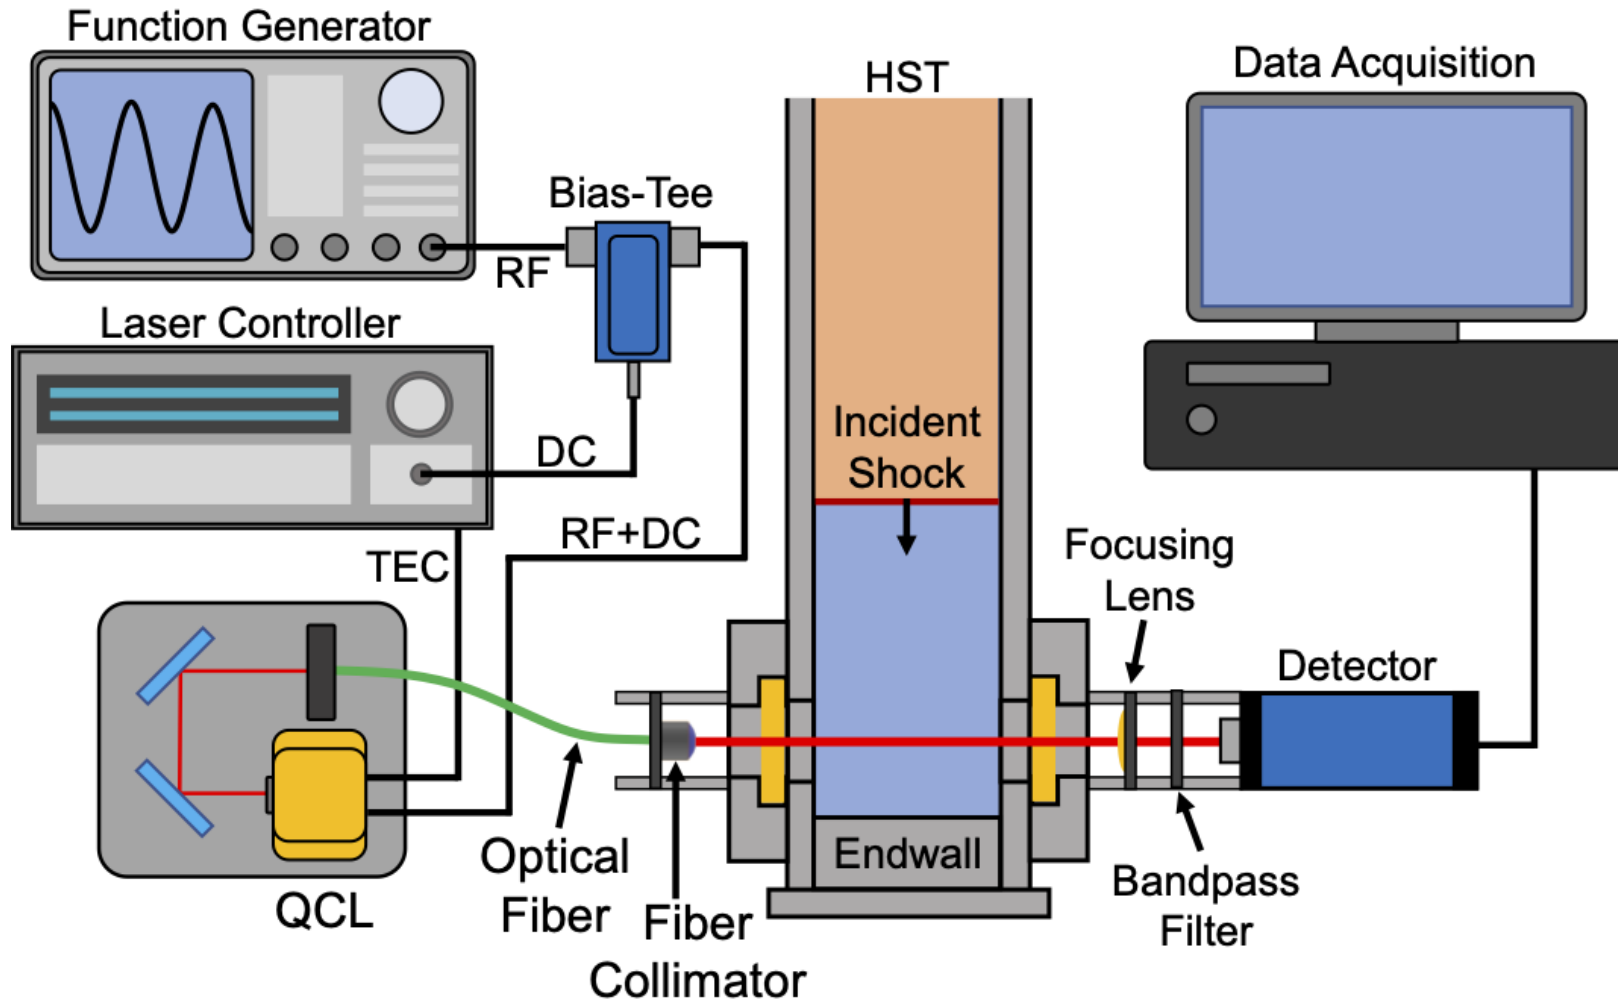 Function Generator
HST
Data Acquisition
Bias-Tee
RF
Laser Controller
DC
Incident
Shock
RF+DC
TEC
Focusing
Lens
Detector
Endwall
Optical
Fiber
QCL
Fiber
Collimator
Bandpass
Filter